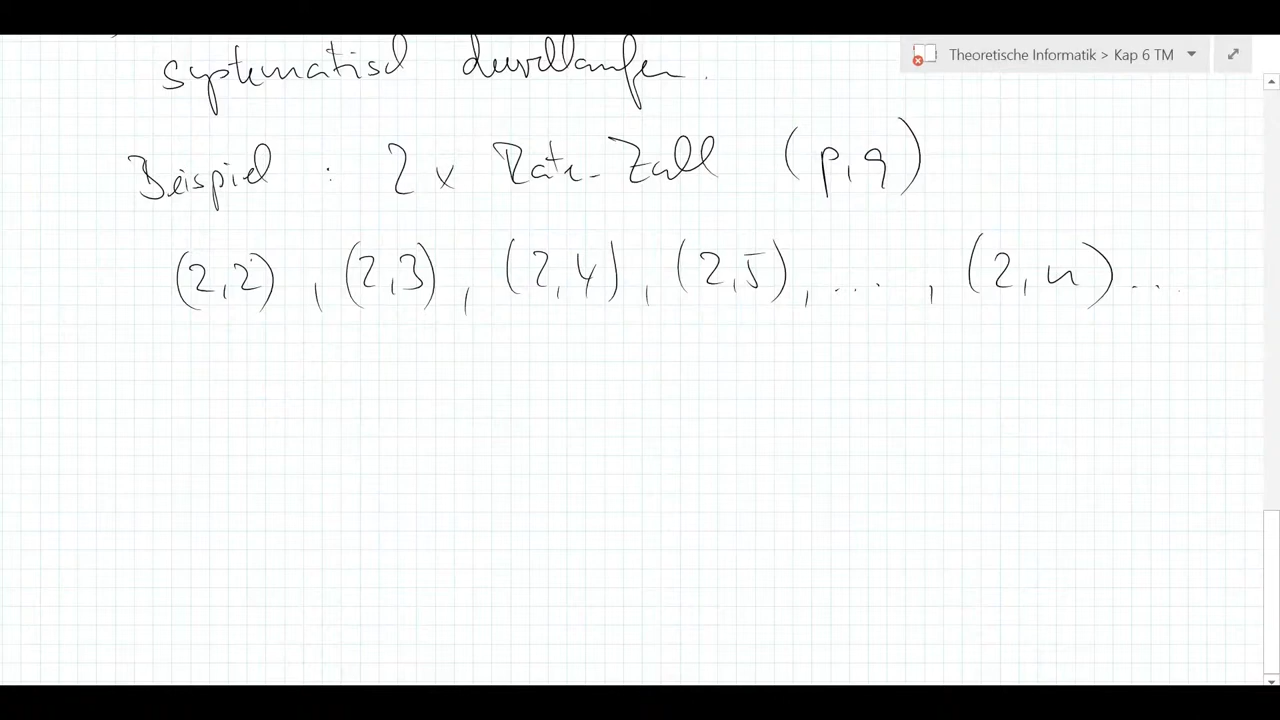 Theoretische Informatik > Kap 6 TM
systematisch durchlaufen.
Beispiel : 2 x Rate-Zahl (p,q)
(2,2) , (2,3) , (2,4) , (2,5) , .... , (2,n) ...